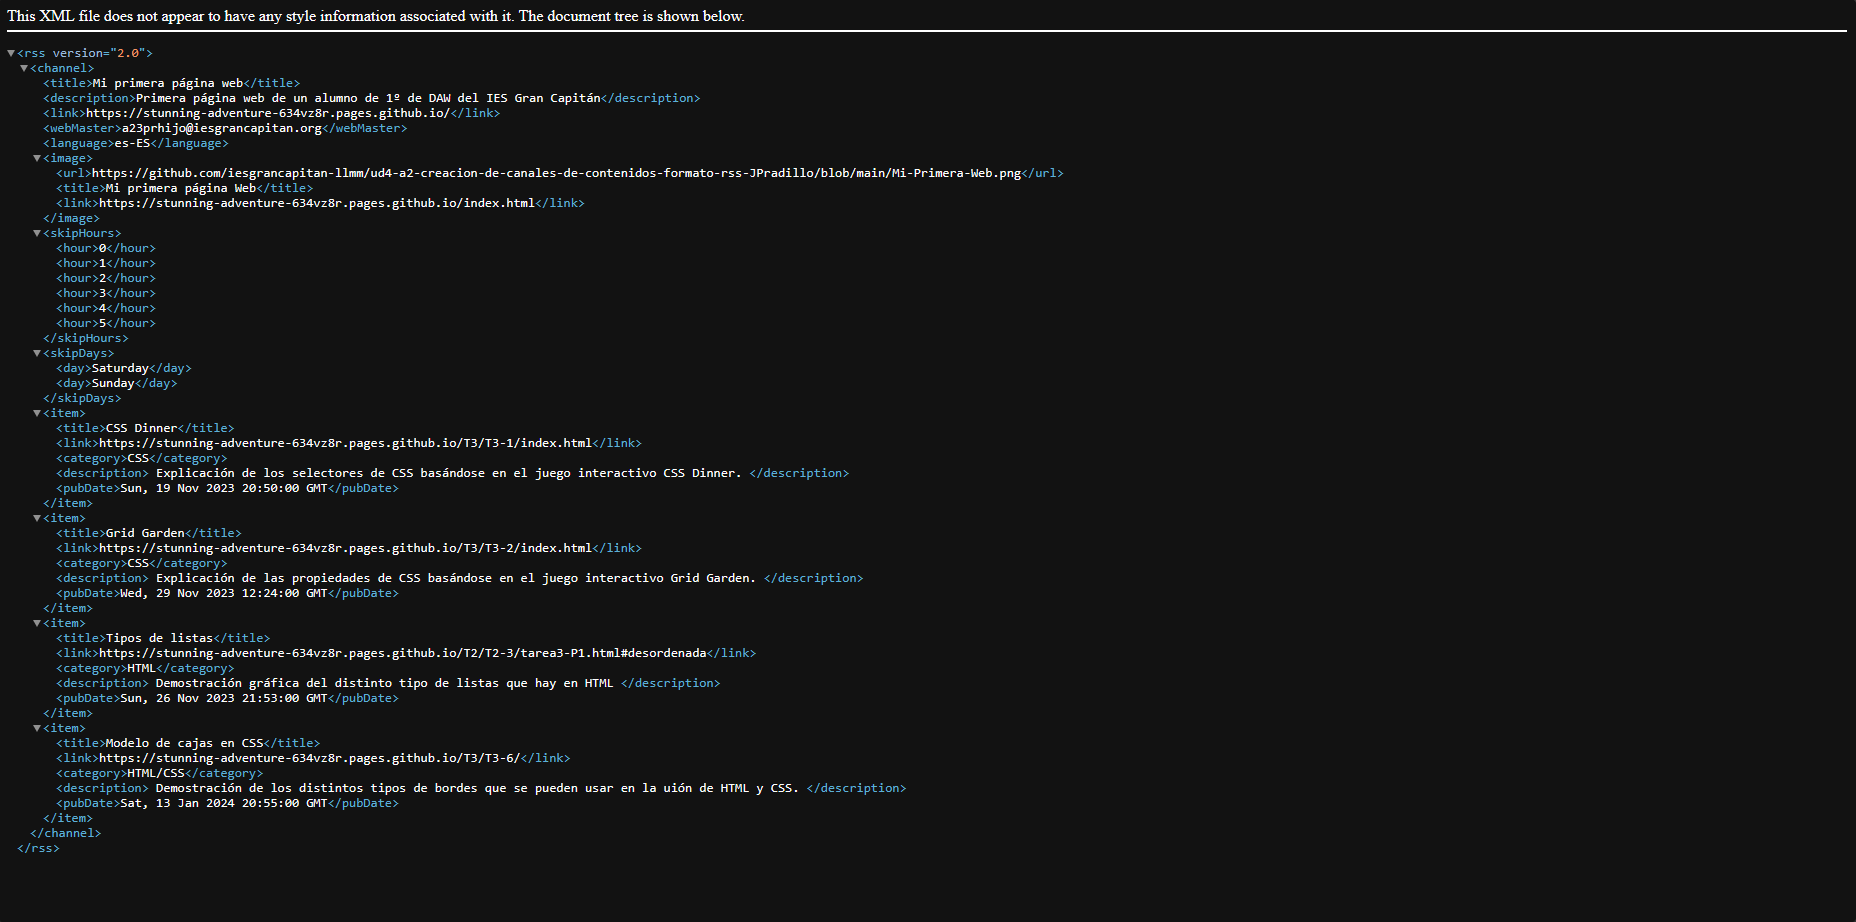 This XML file does not appear to have any style information associated with it. The document tree is shown below.
▼<rss version="2.0">
▼<channel>
<title>Mi primera página web</title>
<description>Primera página web de un alumno de 1º de DAW del IES Gran Capitán</description>
<link>https://stunning-adventure-634vz8r.pages.github.io/</link>
<webMaster>a23prhijo@iesgrancapitan.org</webMaster>
<language>es-ES</language>
▼<image>
<url>https://github.com/iesgrancapitan-llmm/ud4-a2-creacion-de-canales-de-contenidos-formato-rss-JPradillo/blob/main/Mi-Primera-Web.png</url>
<title>Mi primera página Web</title>
<link>https://stunning-adventure-634vz8r.pages.github.io/index.html</link>
</image>
▼<skipHours>
<hour>0</hour>
<hour>1</hour>
<hour>2</hour>
<hour>3</hour>
<hour>4</hour>
<hour>5</hour>
</skipHours>
▼<skipDays>
<day>Saturday</day>
<day>Sunday</day>
</skipDays>
▼<item>
<title>CSS Dinner</title>
<link>https://stunning-adventure-634vz8r.pages.github.io/T3/T3-1/index.html</link>
<category>CSS</category>
<description> Explicación de los selectores de CSS basándose en el juego interactivo CSS Dinner. </description>
<pubDate>Sun, 19 Nov 2023 20:50:00 GMT</pubDate>
</item>
▼<item>
<title>Grid Garden</title>
<link>https://stunning-adventure-634vz8r.pages.github.io/T3/T3-2/index.html</link>
<category>CSS</category>
<description> Explicación de las propiedades de CSS basándose en el juego interactivo Grid Garden. </description>
<pubDate>Wed, 29 Nov 2023 12:24:00 GMT</pubDate>
</item>
▼<item>
<title>Tipos de listas</title>
<link>https://stunning-adventure-634vz8r.pages.github.io/T2/T2-3/tarea3-P1.html#desordenada</link>
<category>HTML</category>
<description> Demostración gráfica del distinto tipo de listas que hay en HTML </description>
<pubDate>Sun, 26 Nov 2023 21:53:00 GMT</pubDate>
</item>
▼<item>
<title>Modelo de cajas en CSS</title>
<link>https://stunning-adventure-634vz8r.pages.github.io/T3/T3-6/</link>
<category>HTML/CSS</category>
<description> Demostración de los distintos tipos de bordes que se pueden usar en la uión de HTML y CSS. </description>
<pubDate>Sat, 13 Jan 2024 20:55:00 GMT</pubDate>
</item>
</channel>
</rss>